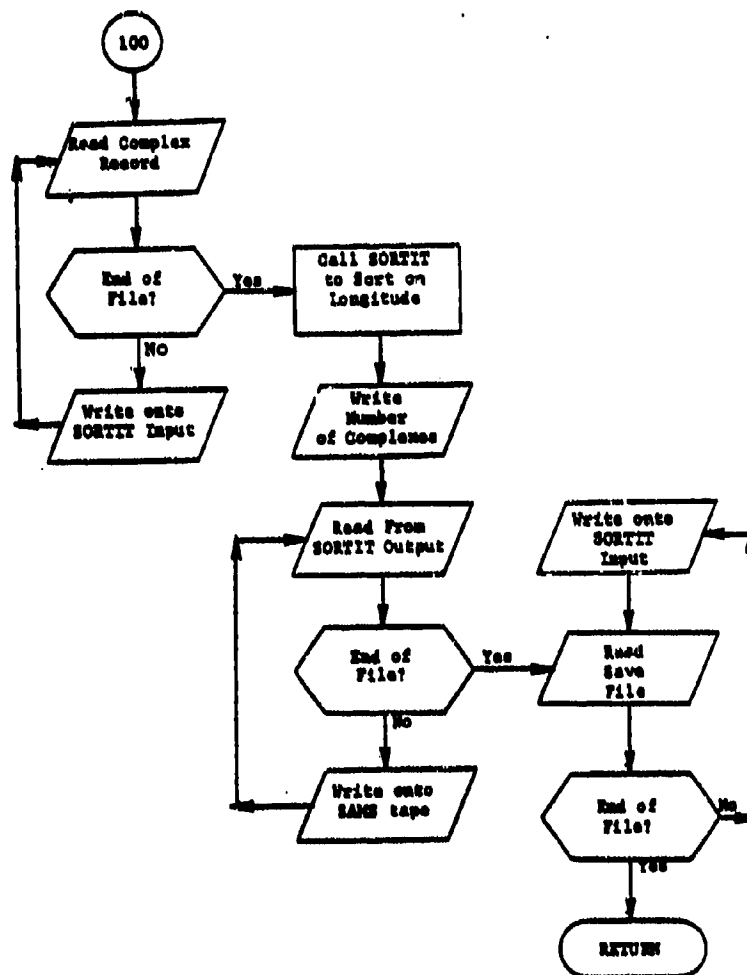 100
Read Complex
Record
End of
File?
Yes
No
Write onto
SORTIT Input
Call SORTIT
to Sort on
Longitude
Write
Number
of Complexes
Read From
SORTIT Output
End of
File?
Yes
No
Write onto
SAMS tape
Write onto
SORTIT
Input
Read
Save
File
End of
File?
No
Yes
RETURN